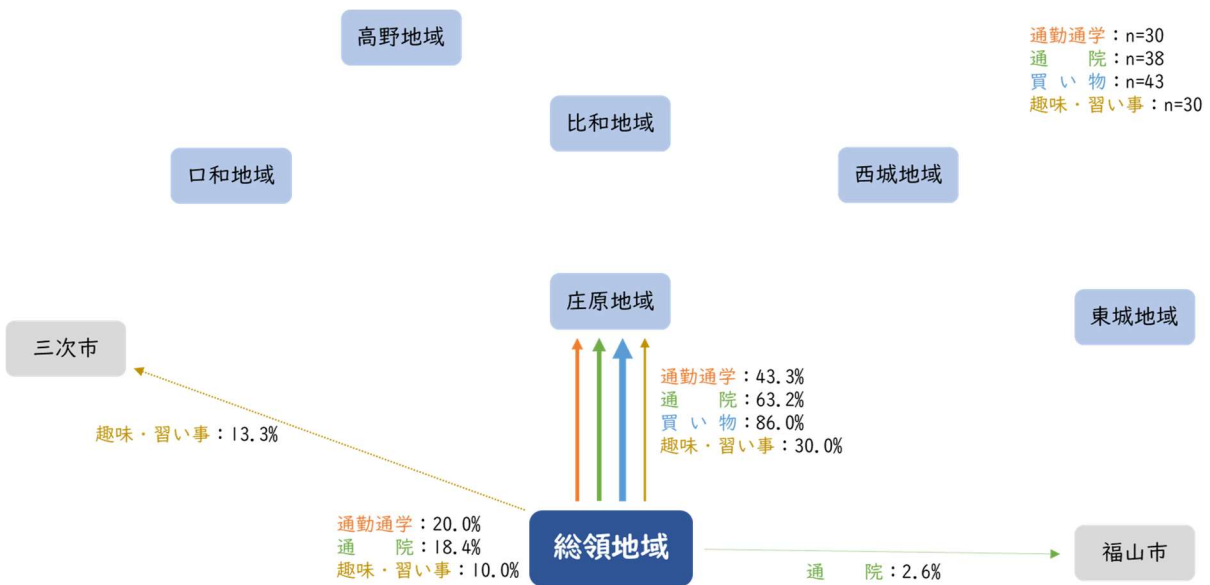 高野地域
通勤通学：n=30
通　　院：n=38
買 い 物：n=43
趣味・習い事：n=30
比和地域
口和地域
西城地域
庄原地域
東城地域
三次市
通勤通学：43.3%
通　　院：63.2%
買 い 物：86.0%
趣味・習い事：30.0%
趣味・習い事：13.3%
通勤通学：20.0%
通　　院：18.4%
趣味・習い事：10.0%
総領地域
福山市
通　　院：2.6%